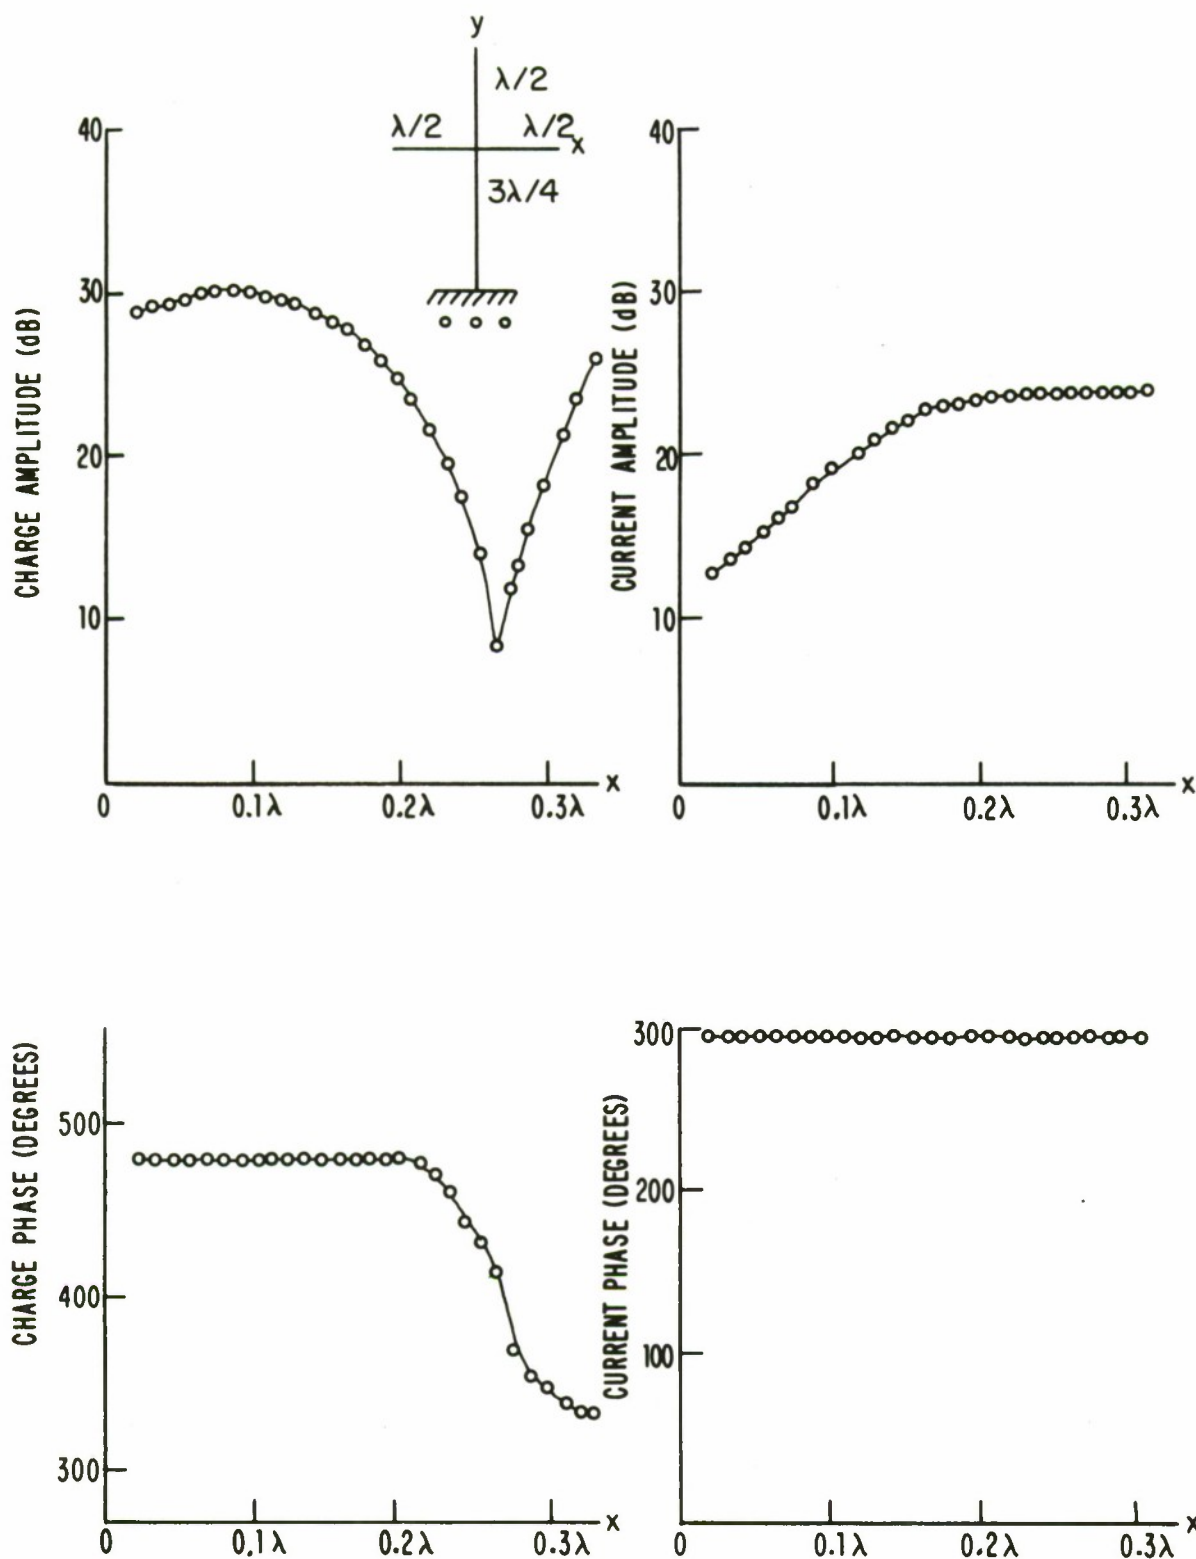 y
λ/2
λ/2
λ/2
x
3λ/4
CHARGE AMPLITUDE (dB)
40
30
20
10
0
0.1λ
0.2λ
0.3λ
x
CURRENT AMPLITUDE (dB)
40
30
20
10
0
0.1λ
0.2λ
0.3λ
x
CHARGE PHASE (DEGREES)
500
400
300
0
0.1λ
0.2λ
0.3λ
x
CURRENT PHASE (DEGREES)
300
200
100
0
0.1λ
0.2λ
0.3λ
x